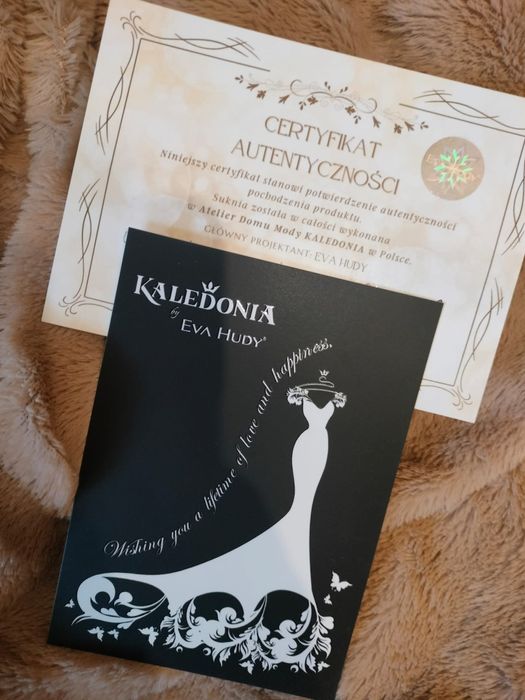 CERTYFIKAT
AUTENTYCZNOŚCI
Niniejszy certyfikat stanowi potwierdzenie autentyczności
pochodzenia produktu.
Suknia została w całości wykonana
w Atelier Domu Mody KALEDONIA w Polsce.
GŁÓWNY PROJEKTANT: EVA HUDY
KALEDONIA
by
EVA HUDY®
Wishing you a lifetime of love and happiness.